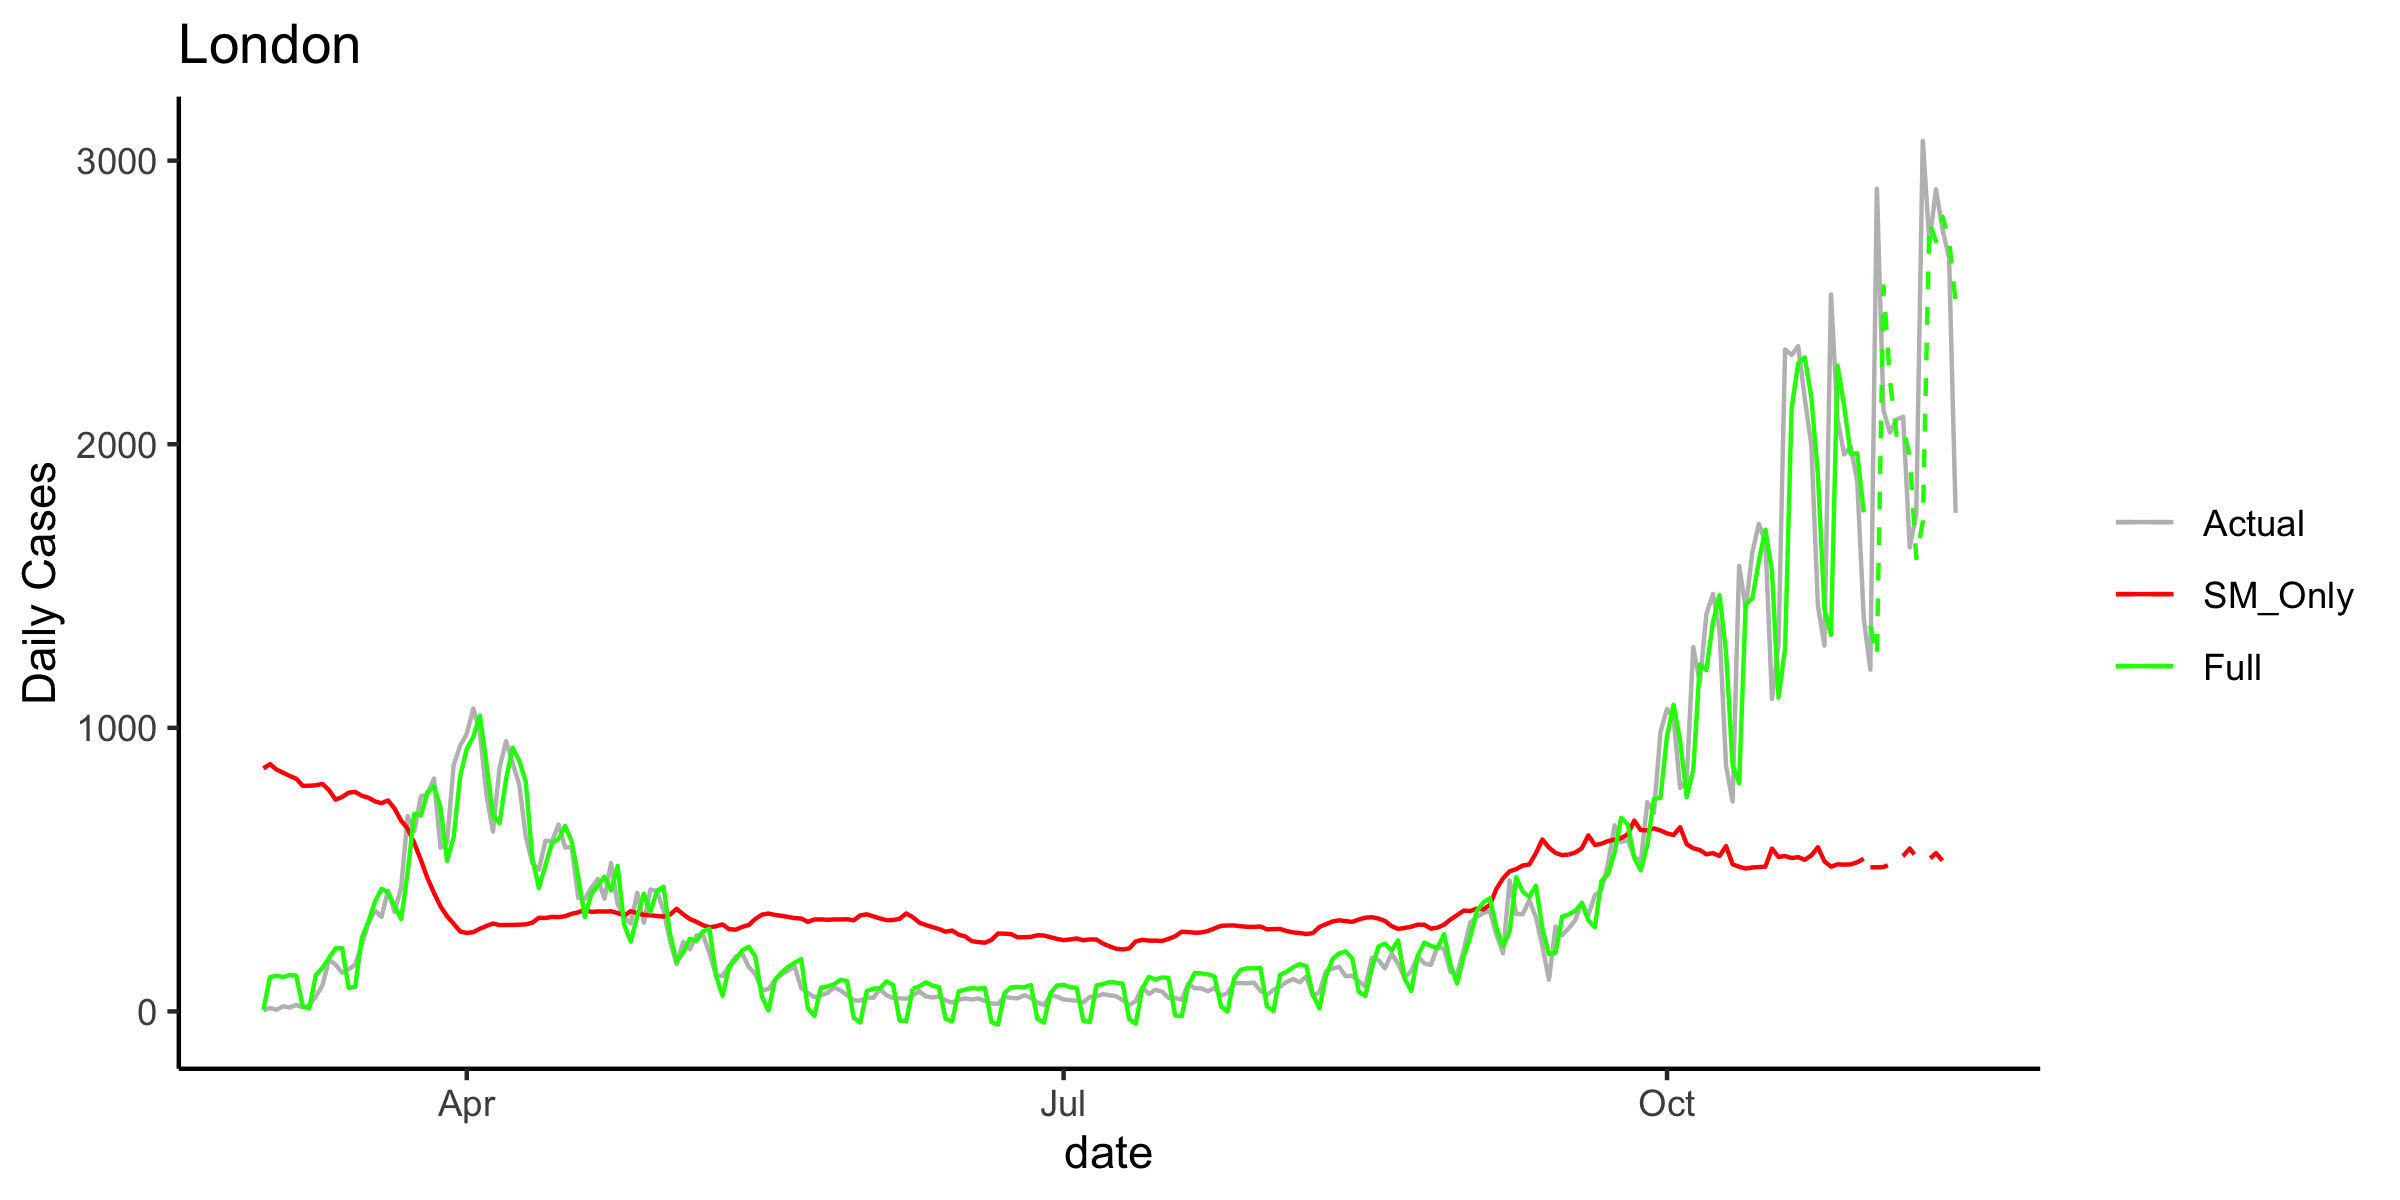 London
Daily Cases
3000
2000
1000
0
Apr
Jul
Oct
date
Actual
SM_Only
Full